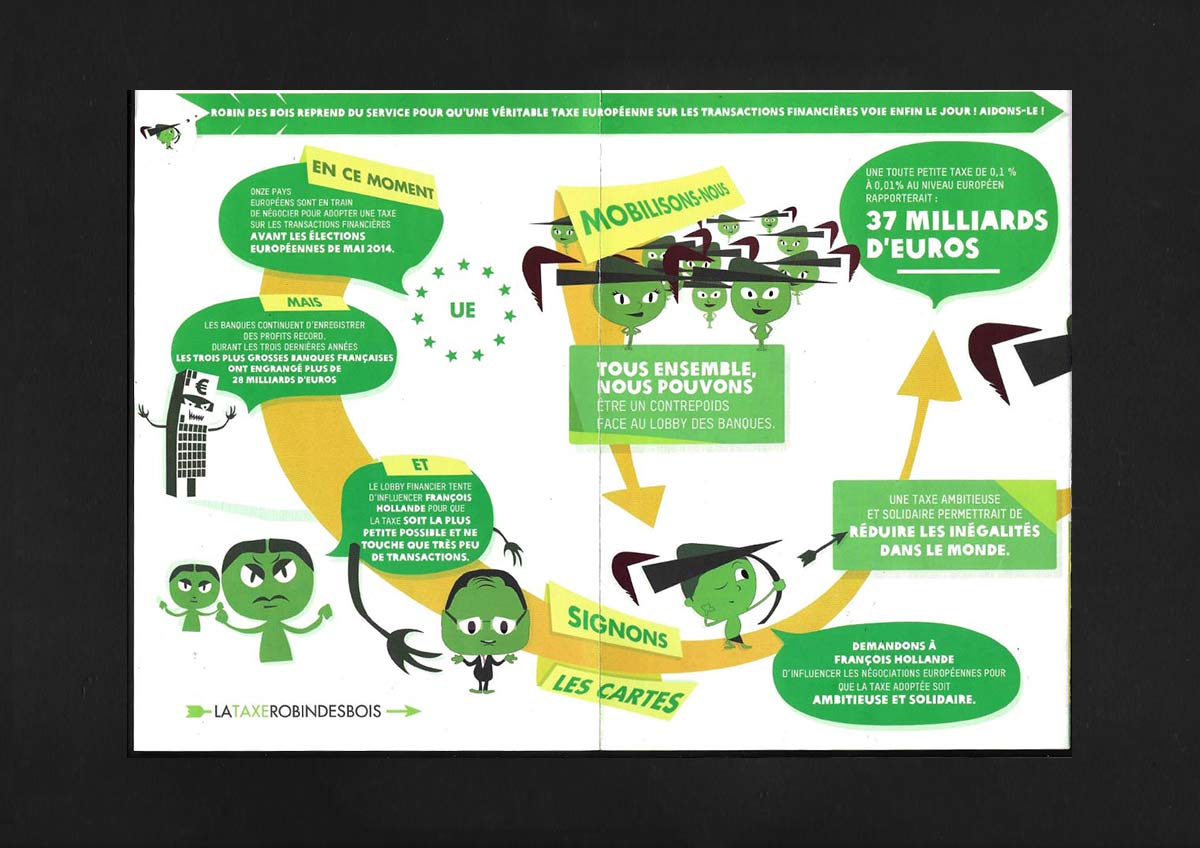 ROBIN DES BOIS REPREND DU SERVICE POUR QU'UNE VÉRITABLE TAXE EUROPÉENNE SUR LES TRANSACTIONS FINANCIÈRES VOIE ENFIN LE JOUR ! AIDONS-LE !
EN CE MOMENT
ONZE PAYS
EUROPÉENS SONT EN TRAIN
DE NÉGOCIER POUR ADOPTER UNE TAXE
SUR LES TRANSACTIONS FINANCIÈRES
AVANT LES ÉLECTIONS
EUROPÉENNES DE MAI 2014.
UE
MAIS
LES BANQUES CONTINUENT D'ENREGISTRER
DES PROFITS RECORD.
DURANT LES TROIS DERNIÈRES ANNÉES
LES TROIS PLUS GROSSES BANQUES FRANÇAISES
ONT ENGRANGÉ PLUS DE
28 MILLIARDS D'EUROS
€
ET
LE LOBBY FINANCIER TENTE
D'INFLUENCER FRANÇOIS
HOLLANDE POUR QUE
LA TAXE SOIT LA PLUS
PETITE POSSIBLE ET NE
TOUCHE QUE TRÈS PEU
DE TRANSACTIONS.
MOBILISONS-NOUS
TOUS ENSEMBLE,
NOUS POUVONS
ÊTRE UN CONTREPOIDS
FACE AU LOBBY DES BANQUES.
SIGNONS
LES CARTES
DEMANDONS À
FRANÇOIS HOLLANDE
D'INFLUENCER LES NÉGOCIATIONS EUROPÉENNES POUR
QUE LA TAXE ADOPTÉE SOIT
AMBITIEUSE ET SOLIDAIRE.
UNE TAXE AMBITIEUSE
ET SOLIDAIRE PERMETTRAIT DE
RÉDUIRE LES INÉGALITÉS
DANS LE MONDE.
UNE TOUTE PETITE TAXE DE 0,1 %
À 0,01% AU NIVEAU EUROPÉEN
RAPPORTERAIT :
37 MILLIARDS
D'EUROS
LATAXEROBINDESBOIS